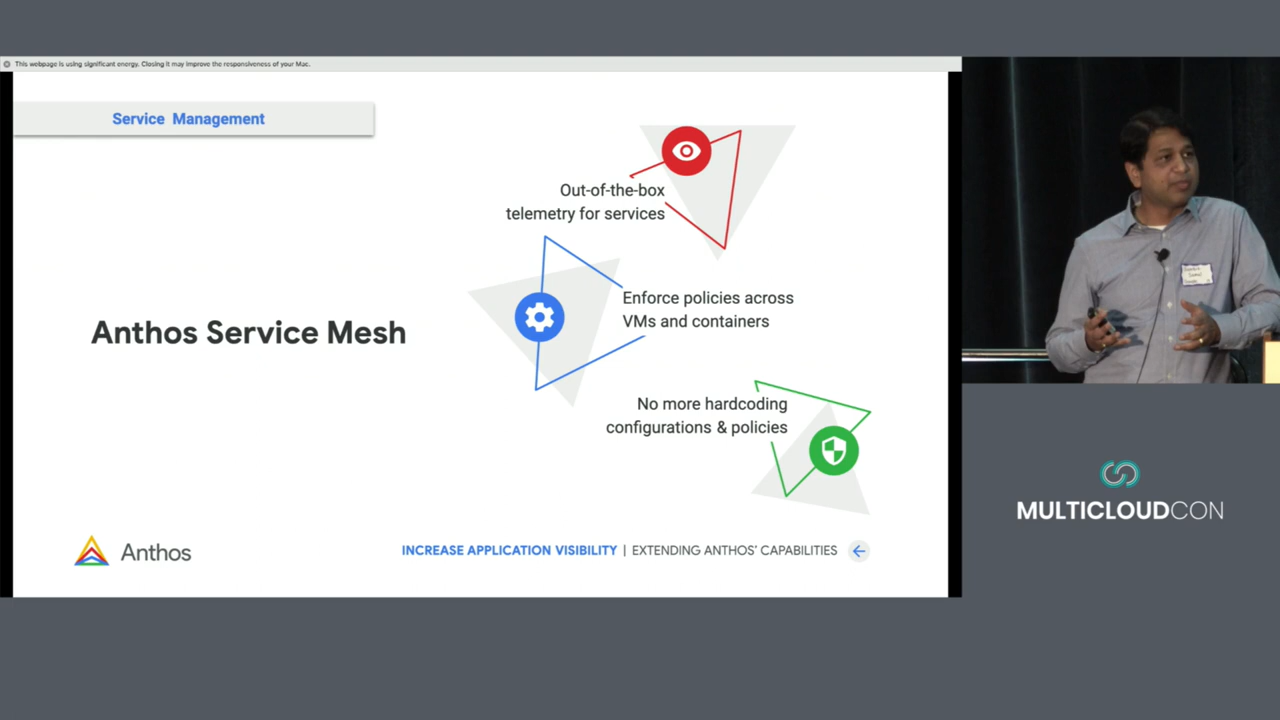 This webpage is using significant energy. Closing it may improve the responsiveness of your Mac.
Service Management
Out-of-the-box
telemetry for services
Enforce policies across
VMs and containers
Anthos Service Mesh
No more hardcoding
configurations & policies
MULTICLOUDCON
Anthos
INCREASE APPLICATION VISIBILITY | EXTENDING ANTHOS' CAPABILITIES